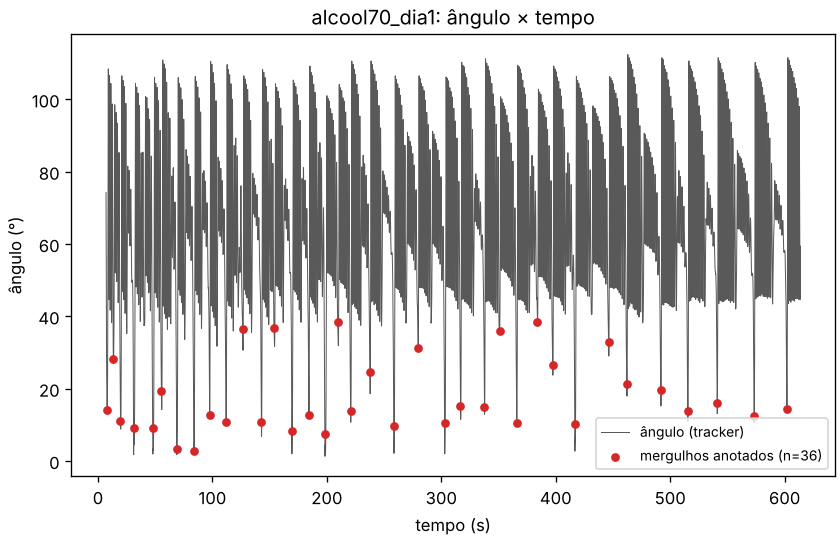 alcool70_dia1: ângulo × tempo
ângulo (°)
100
80
60
40
20
0
0 100 200 300 400 500 600
tempo (s)
ângulo (tracker)
mergulhos anotados (n=36)